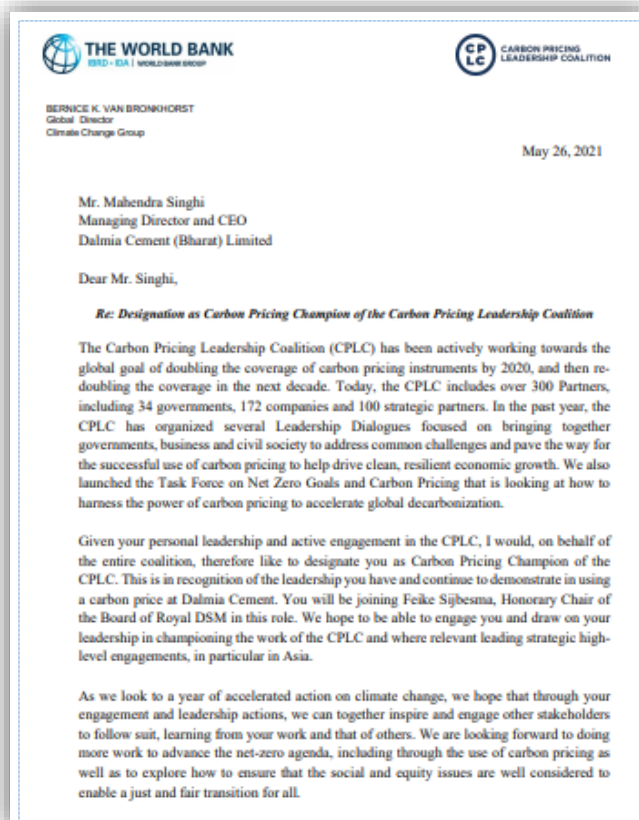 THE WORLD BANK
IBRD • IDA | WORLD BANK GROUP
CP
LC
CARBON PRICING
LEADERSHIP COALITION
BERNICE K. VAN BRONKHORST
Global Director
Climate Change Group
May 26, 2021
Mr. Mahendra Singhi
Managing Director and CEO
Dalmia Cement (Bharat) Limited
Dear Mr. Singhi,
Re: Designation as Carbon Pricing Champion of the Carbon Pricing Leadership Coalition
The Carbon Pricing Leadership Coalition (CPLC) has been actively working towards the
global goal of doubling the coverage of carbon pricing instruments by 2020, and then re-
doubling the coverage in the next decade. Today, the CPLC includes over 300 Partners,
including 34 governments, 172 companies and 100 strategic partners. In the past year, the
CPLC has organized several Leadership Dialogues focused on bringing together
governments, business and civil society to address common challenges and pave the way for
the successful use of carbon pricing to help drive clean, resilient economic growth. We also
launched the Task Force on Net Zero Goals and Carbon Pricing that is looking at how to
harness the power of carbon pricing to accelerate global decarbonization.
Given your personal leadership and active engagement in the CPLC, I would, on behalf of
the entire coalition, therefore like to designate you as Carbon Pricing Champion of the
CPLC. This is in recognition of the leadership you have and continue to demonstrate in using
a carbon price at Dalmia Cement. You will be joining Feike Sijbesma, Honorary Chair of
the Board of Royal DSM in this role. We hope to be able to engage you and draw on your
leadership in championing the work of the CPLC and where relevant leading strategic high-
level engagements, in particular in Asia.
As we look to a year of accelerated action on climate change, we hope that through your
engagement and leadership actions, we can together inspire and engage other stakeholders
to follow suit, learning from your work and that of others. We are looking forward to doing
more work to advance the net-zero agenda, including through the use of carbon pricing as
well as to explore how to ensure that the social and equity issues are well considered to
enable a just and fair transition for all.